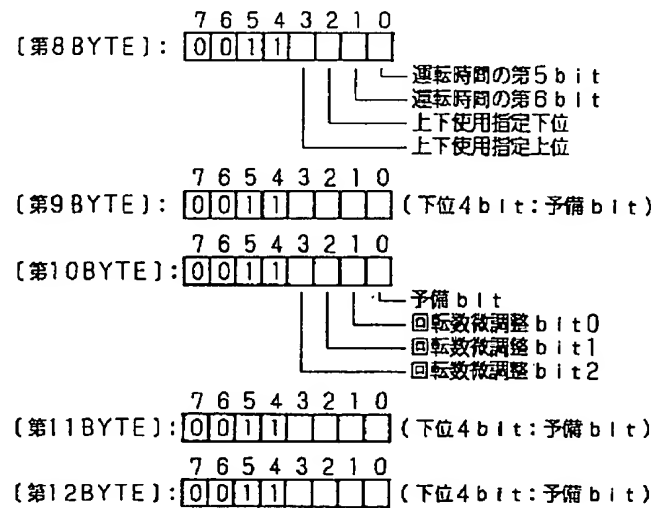 7 6 5 4 3 2 1 0
[第8BYTE]: 0 0 1 1
運転時間の第5bit
運転時間の第6bit
上下使用指定下位
上下使用指定上位
7 6 5 4 3 2 1 0
[第9BYTE]: 0 0 1 1 (下位4bit:予備bit)
7 6 5 4 3 2 1 0
[第10BYTE]: 0 0 1 1
予備bit
回転数微調整bit0
回転数微調整bit1
回転数微調整bit2
7 6 5 4 3 2 1 0
[第11BYTE]: 0 0 1 1 (下位4bit:予備bit)
7 6 5 4 3 2 1 0
[第12BYTE]: 0 0 1 1 (下位4bit:予備bit)